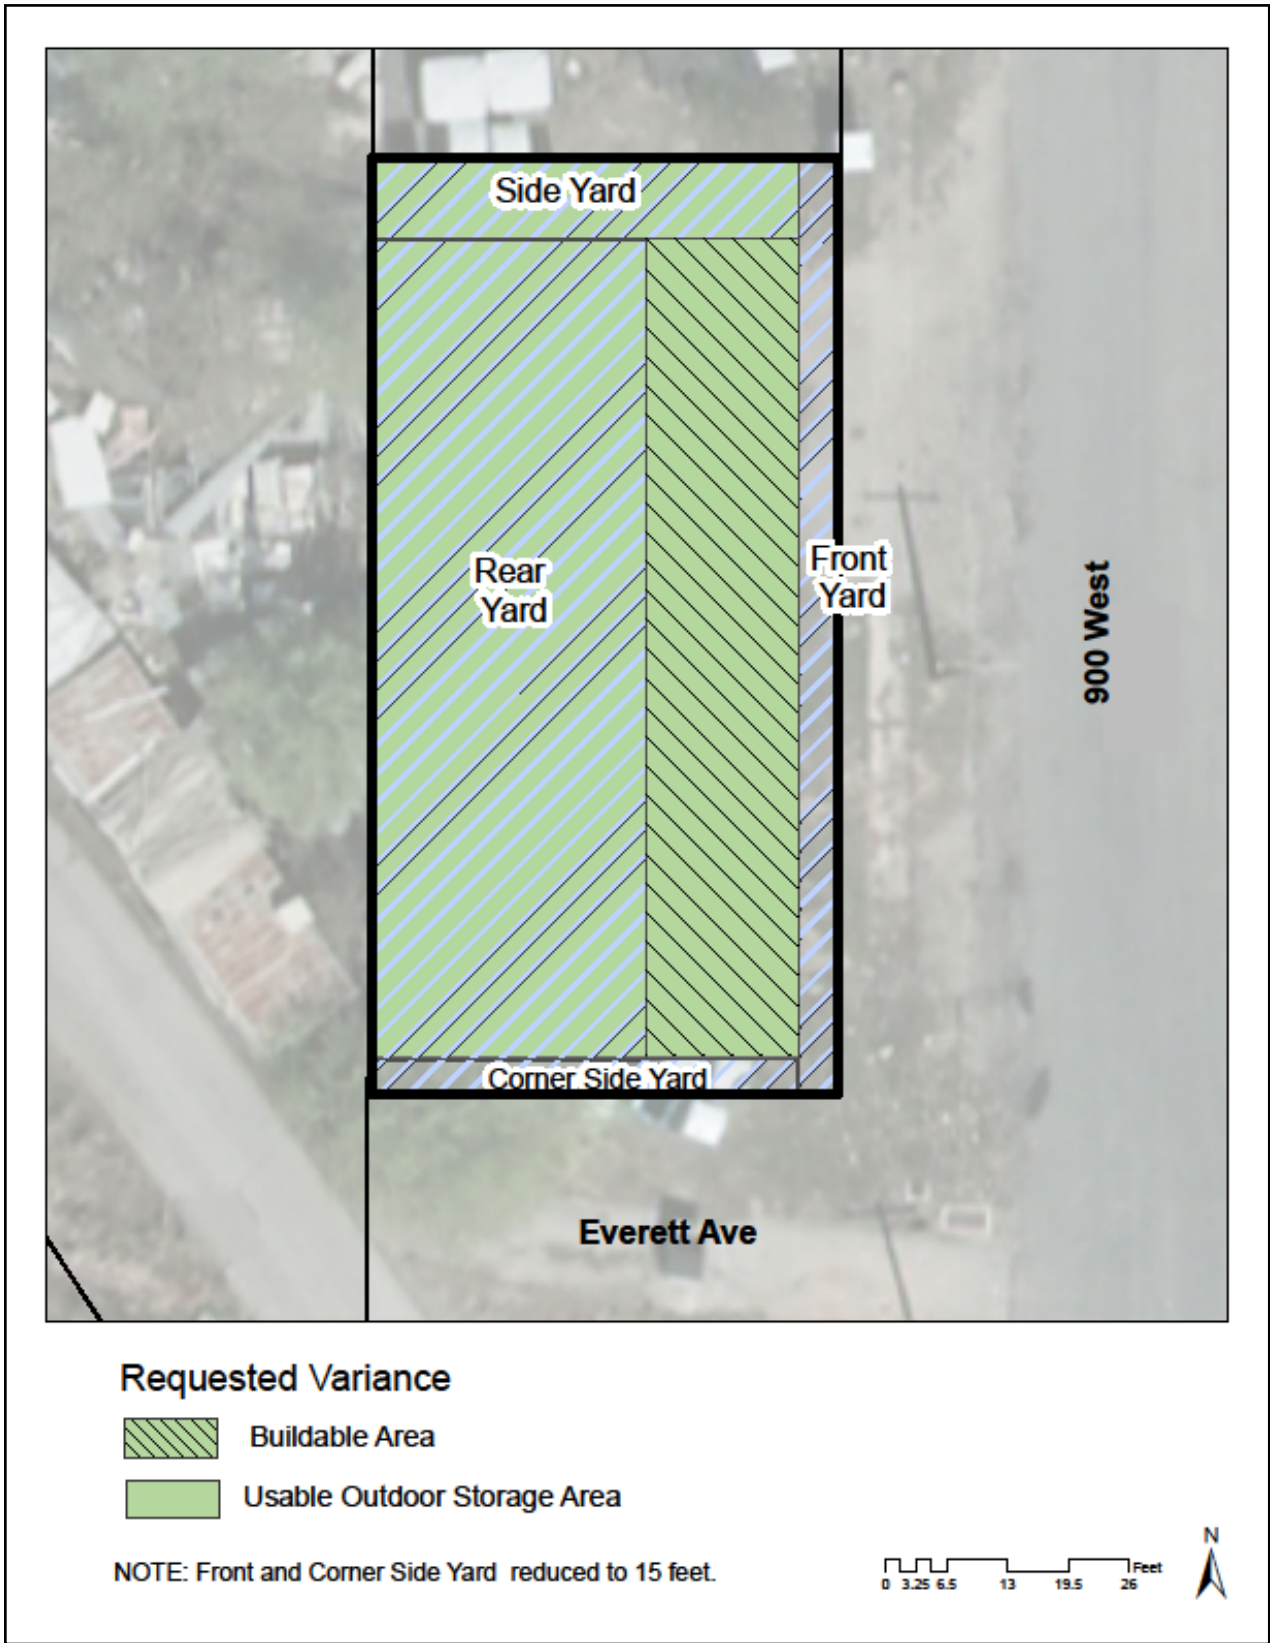 Side Yard
Rear
Yard
Front
Yard
900 West
Corner Side Yard
Everett Ave
Requested Variance
Buildable Area
Usable Outdoor Storage Area
NOTE: Front and Corner Side Yard reduced to 15 feet.
N
Feet
0 3.25 6.5 13 19.5 26